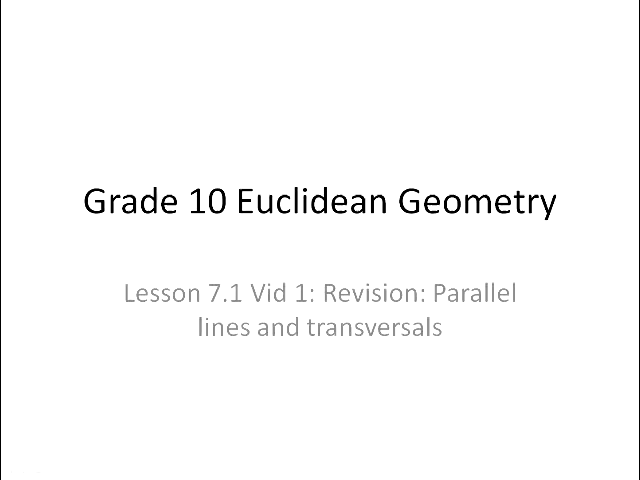 Grade 10 Euclidean Geometry
Lesson 7.1 Vid 1: Revision: Parallel
lines and transversals